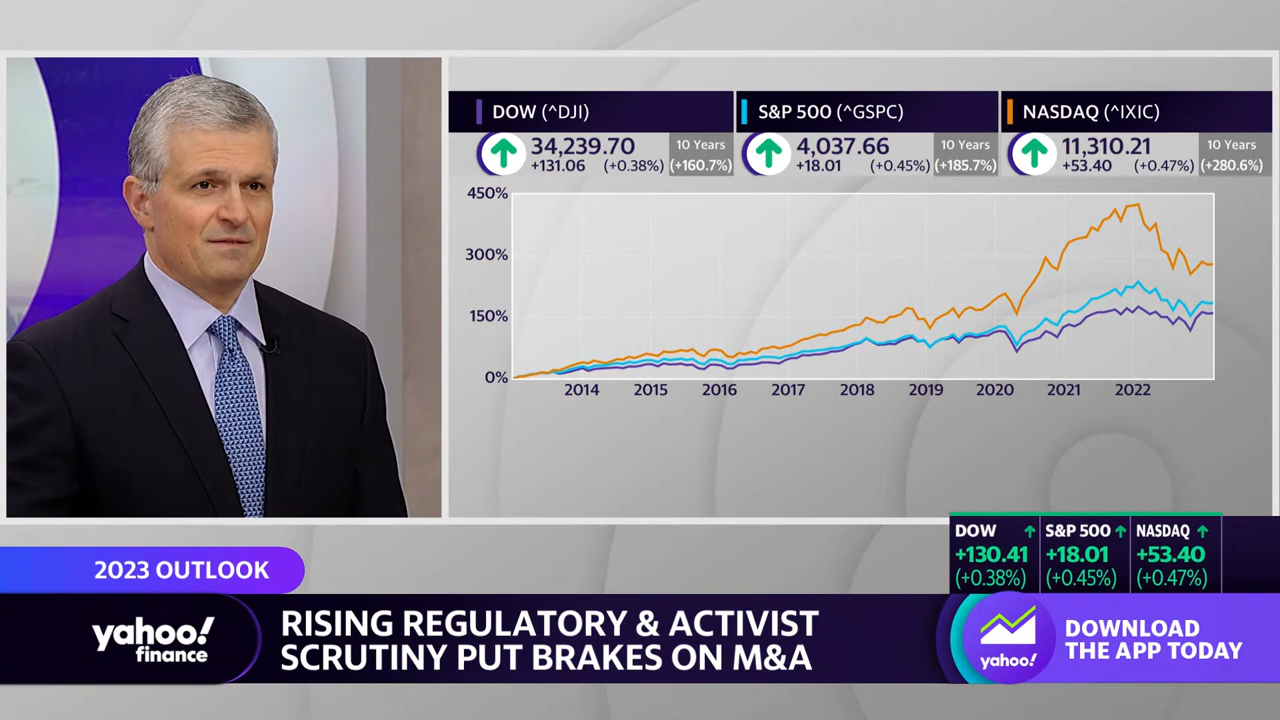 DOW (^DJI)
34,239.70
+131.06 (+0.38%)
10 Years
(+160.7%)
S&P 500 (^GSPC)
4,037.66
+18.01 (+0.45%)
10 Years
(+185.7%)
NASDAQ (^IXIC)
11,310.21
+53.40 (+0.47%)
10 Years
(+280.6%)
450%
300%
150%
0%
2014 2015 2016 2017 2018 2019 2020 2021 2022
DOW
+130.41
(+0.38%)
S&P 500
+18.01
(+0.45%)
NASDAQ
+53.40
(+0.47%)
2023 OUTLOOK
yahoo!
finance
RISING REGULATORY & ACTIVIST
SCRUTINY PUT BRAKES ON M&A
yahoo!
DOWNLOAD
THE APP TODAY